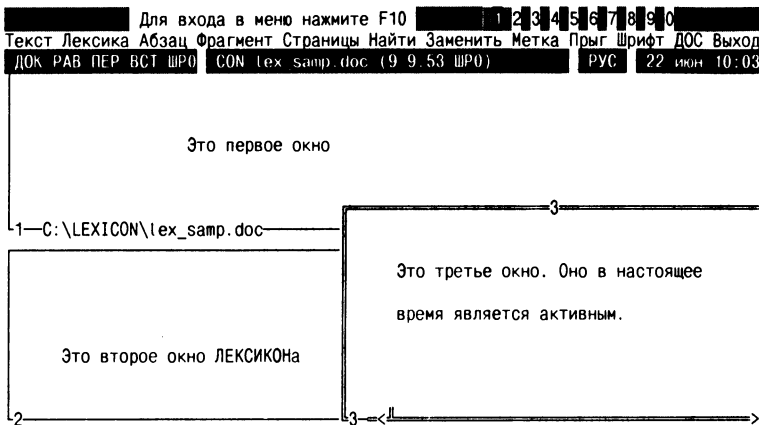 Для входа в меню нажмите F10 1 2 3 4 5 6 7 8 9 0
Текст Лексика Абзац Фрагмент Страницы Найти Заменить Метка Прыг Шрифт ДОС Выход
ДОК РАВ ПЕР ВСТ ШР0 CON lex samp.doc (9 9.53 ШР0) РУС 22 июн 10:03
Это первое окно
3
1 C:\LEXICON\lex_samp.doc
Это третье окно. Оно в настоящее
время является активным.
Это второе окно ЛЕКСИКОНа
2 3 < >